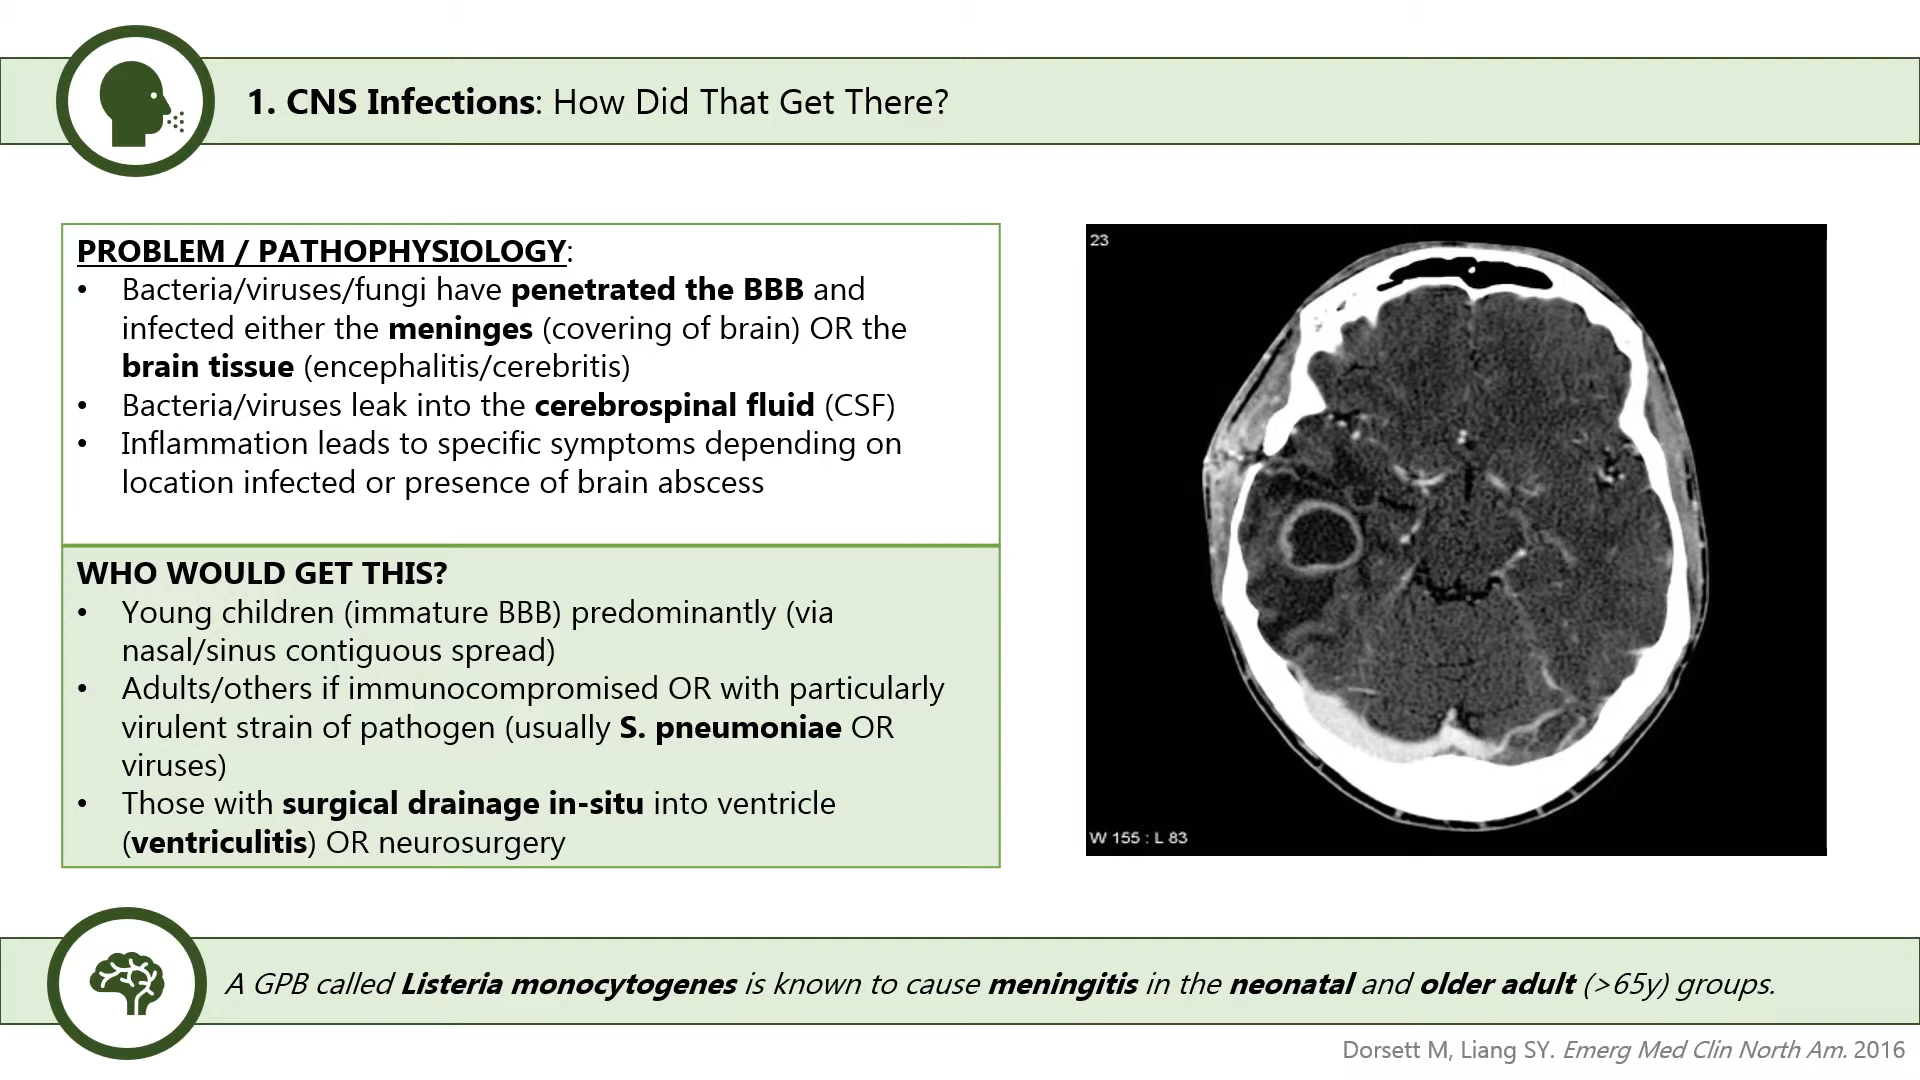 1. CNS Infections: How Did That Get There?
PROBLEM / PATHOPHYSIOLOGY:
• Bacteria/viruses/fungi have penetrated the BBB and
infected either the meninges (covering of brain) OR the
brain tissue (encephalitis/cerebritis)
• Bacteria/viruses leak into the cerebrospinal fluid (CSF)
• Inflammation leads to specific symptoms depending on
location infected or presence of brain abscess
WHO WOULD GET THIS?
• Young children (immature BBB) predominantly (via
nasal/sinus contiguous spread)
• Adults/others if immunocompromised OR with particularly
virulent strain of pathogen (usually S. pneumoniae OR
viruses)
• Those with surgical drainage in-situ into ventricle
(ventriculitis) OR neurosurgery
23
W 155 : L 83
A GPB called Listeria monocytogenes is known to cause meningitis in the neonatal and older adult (>65y) groups.
Dorsett M, Liang SY. Emerg Med Clin North Am. 2016